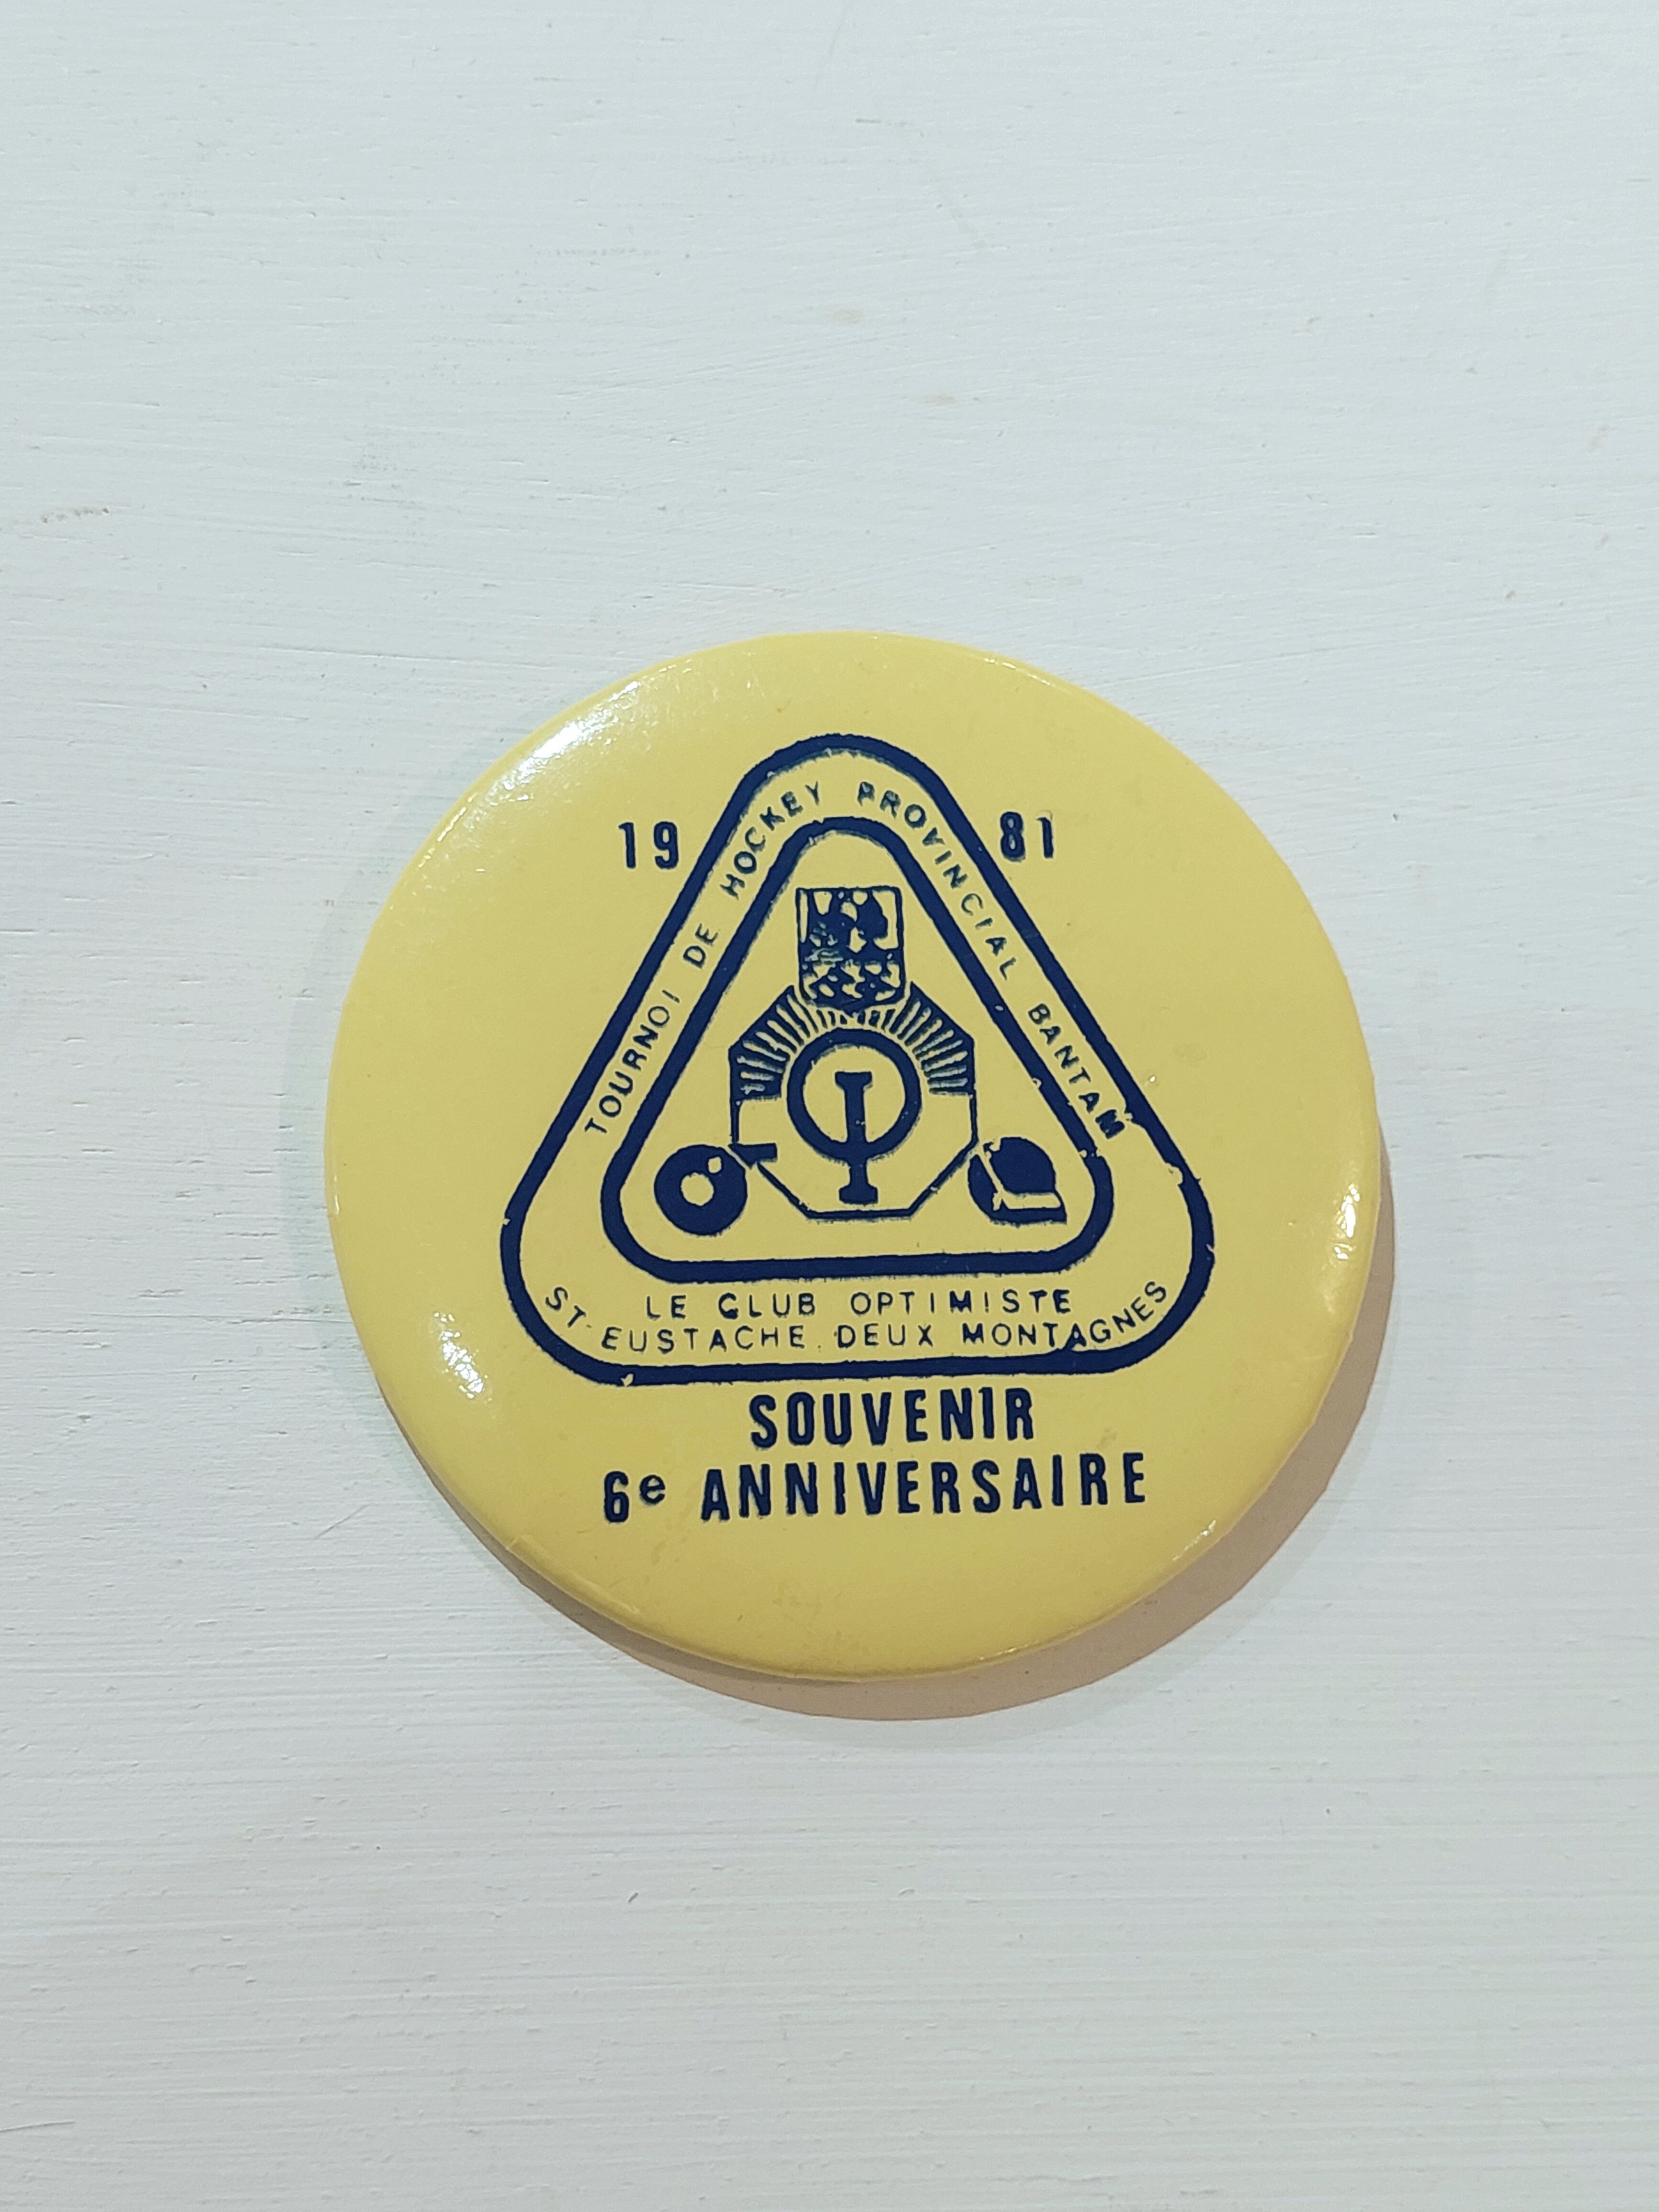 19 81
TOURNOI DE HOCKEY PROVINCIAL BANTAM
LE CLUB OPTIMISTE
ST-EUSTACHE. DEUX MONTAGNES
SOUVENIR
6e ANNIVERSAIRE